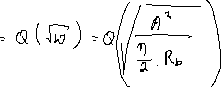 = Q(√w) = Q(√(A² / (η/2 · R_b)))